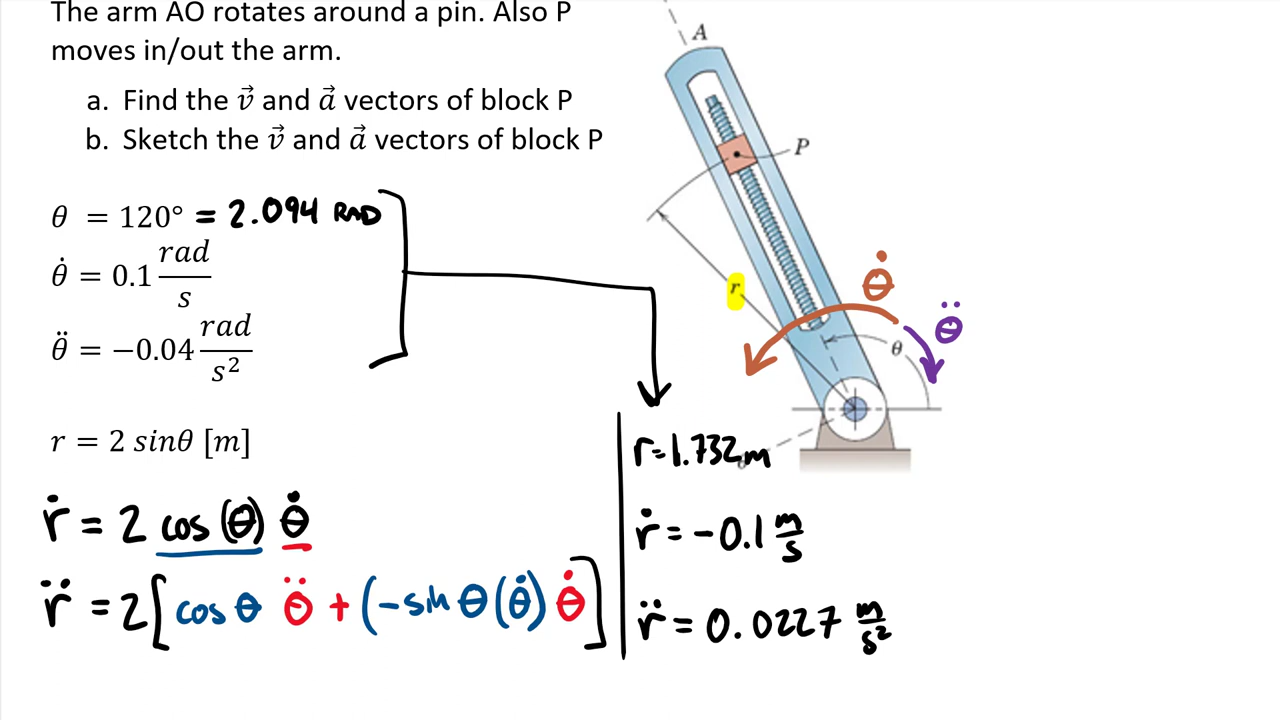 The arm AO rotates around a pin. Also P
moves in/out the arm.
a. Find the v⃗ and a⃗ vectors of block P
b. Sketch the v⃗ and a⃗ vectors of block P
θ = 120° = 2.094 RAD
θ̇ = 0.1 rad/s
θ̈ = −0.04 rad/s²
r = 2 sinθ [m]
ṙ = 2 cos(θ) θ̇
r̈ = 2[cos θ θ̈ + (−sin θ(θ̇) θ̇]
r=1.732m
ṙ = −0.1 m/s
r̈ = 0.0227 m/s²
A
P
r
θ̇
θ̈
θ